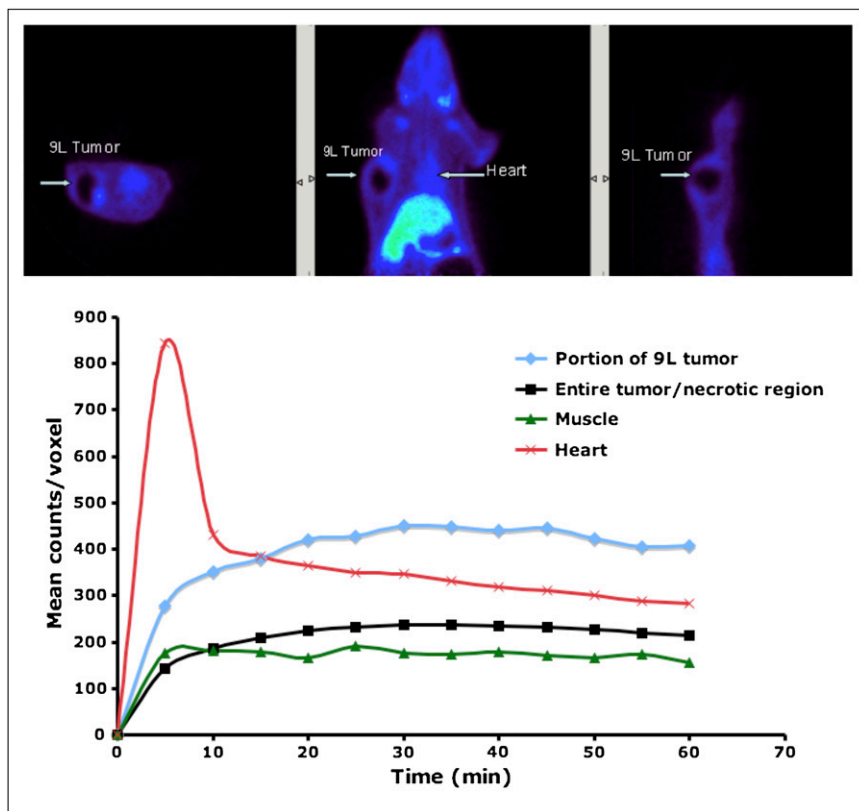 9L Tumor
9L Tumor
Heart
9L Tumor
900
800
700
600
500
400
300
200
100
0
Mean counts/voxel
Portion of 9L tumor
Entire tumor/necrotic region
Muscle
Heart
0 10 20 30 40 50 60 70
Time (min)